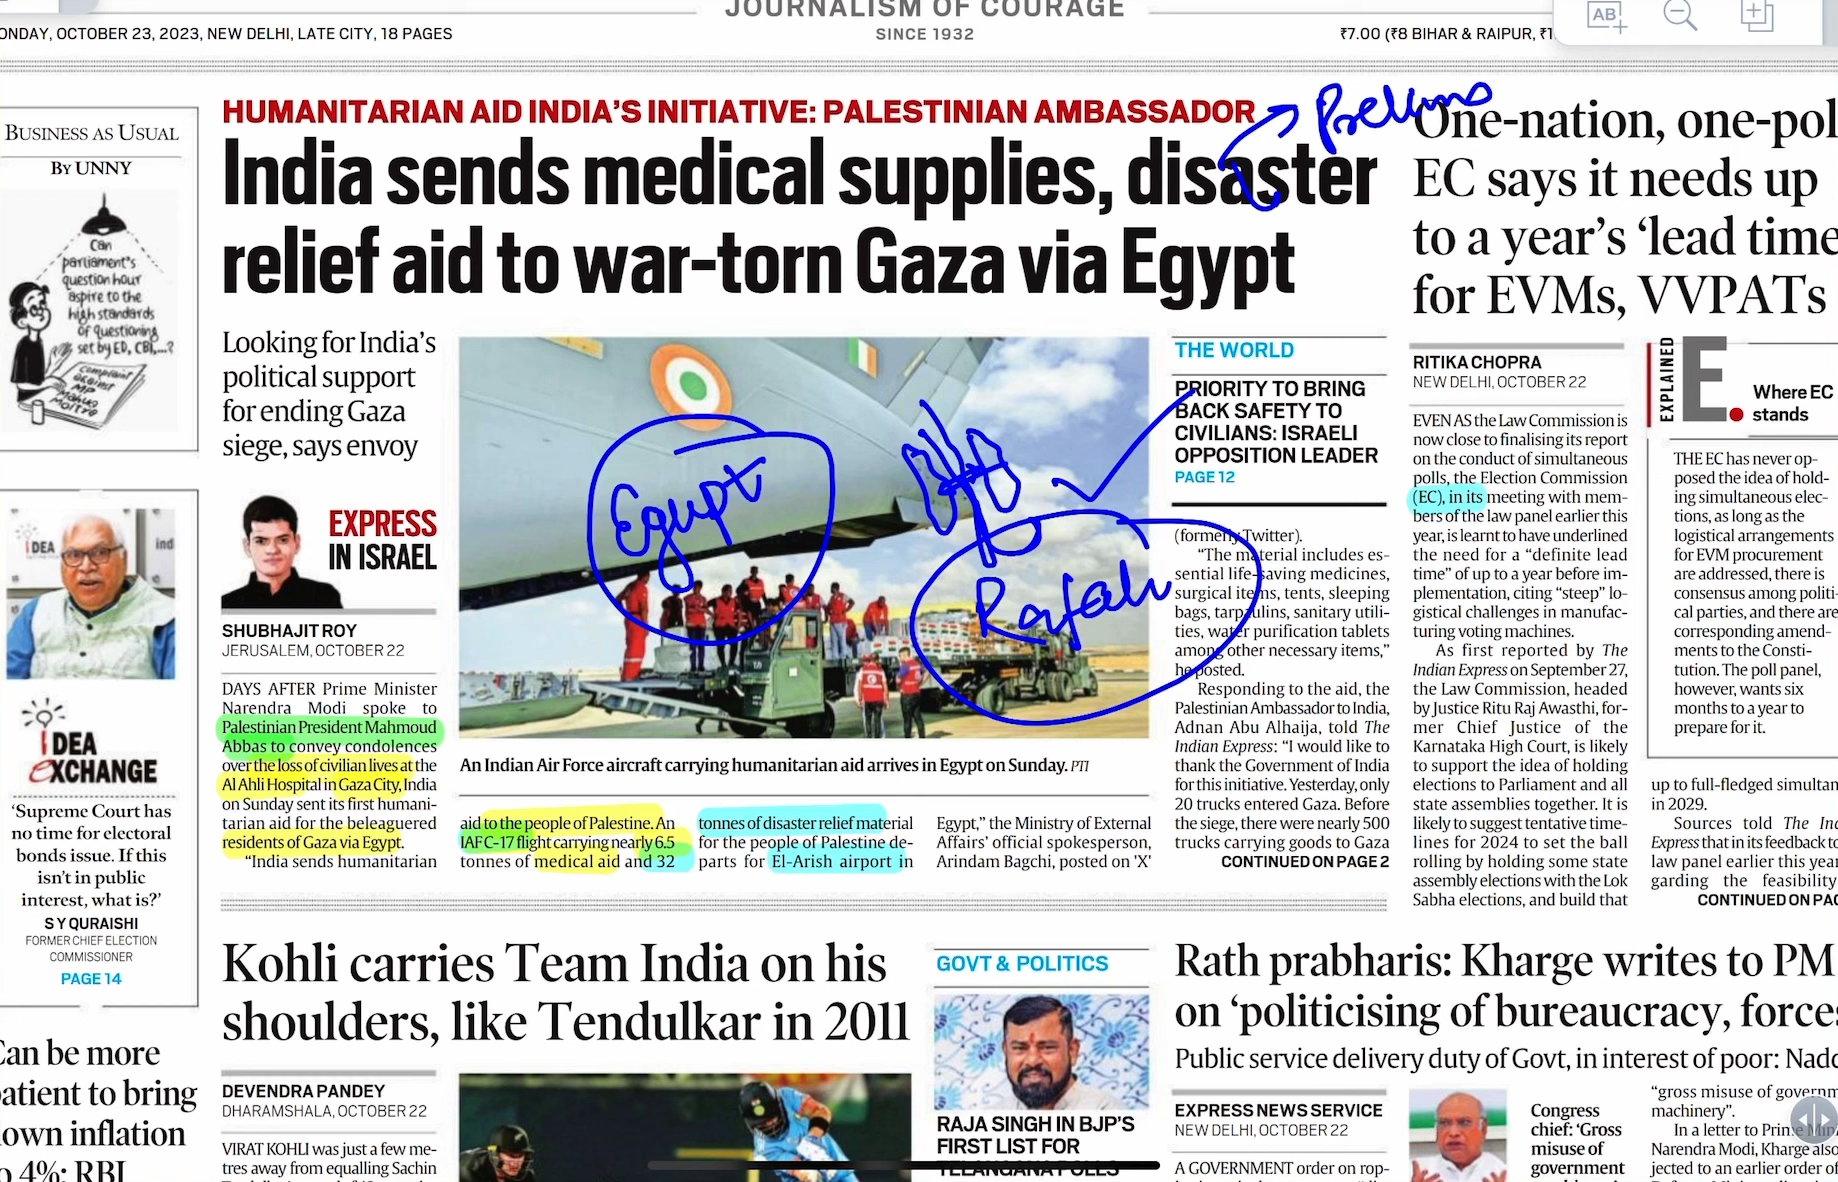 JOURNALISM OF COURAGE
ONDAY, OCTOBER 23, 2023, NEW DELHI, LATE CITY, 18 PAGES
SINCE 1932
₹7.00 (₹8 BIHAR & RAIPUR, ₹1
AB
BUSINESS AS USUAL
BY UNNY
Can
parliament's
question hour
aspire to the
high standards
of questioning
set by ED, CBI,...?
Complaint
against
MP
Mahua
Moitra
IDEA
ind
iDEA
eXCHANGE
‘Supreme Court has
no time for electoral
bonds issue. If this
isn’t in public
interest, what is?’
S Y QURAISHI
FORMER CHIEF ELECTION
COMMISSIONER
PAGE 14
Can be more
patient to bring
down inflation
to 4%: RBI
HUMANITARIAN AID INDIA’S INITIATIVE: PALESTINIAN AMBASSADOR
Prelims
India sends medical supplies, disaster
relief aid to war-torn Gaza via Egypt
Looking for India’s
political support
for ending Gaza
siege, says envoy
EXPRESS
IN ISRAEL
SHUBHAJIT ROY
JERUSALEM, OCTOBER 22
DAYS AFTER Prime Minister
Narendra Modi spoke to
Palestinian President Mahmoud
Abbas to convey condolences
over the loss of civilian lives at the
Al Ahli Hospital in Gaza City, India
on Sunday sent its first humani-
tarian aid for the beleaguered
residents of Gaza via Egypt.
“India sends humanitarian
Egypt
Rafah
An Indian Air Force aircraft carrying humanitarian aid arrives in Egypt on Sunday. PTI
aid to the people of Palestine. An
IAF C-17 flight carrying nearly 6.5
tonnes of medical aid and 32
tonnes of disaster relief material
for the people of Palestine de-
parts for El-Arish airport in
Egypt,” the Ministry of External
Affairs’ official spokesperson,
Arindam Bagchi, posted on ‘X’
THE WORLD
PRIORITY TO BRING
BACK SAFETY TO
CIVILIANS: ISRAELI
OPPOSITION LEADER
PAGE 12
(formerly Twitter).
“The material includes es-
sential life-saving medicines,
surgical items, tents, sleeping
bags, tarpaulins, sanitary utili-
ties, water purification tablets
among other necessary items,”
he posted.
Responding to the aid, the
Palestinian Ambassador to India,
Adnan Abu Alhaija, told The
Indian Express: “I would like to
thank the Government of India
for this initiative. Yesterday, only
20 trucks entered Gaza. Before
the siege, there were nearly 500
trucks carrying goods to Gaza
CONTINUED ON PAGE 2
One-nation, one-pol
EC says it needs up
to a year’s ‘lead time
for EVMs, VVPATs
RITIKA CHOPRA
NEW DELHI, OCTOBER 22
EVEN AS the Law Commission is
now close to finalising its report
on the conduct of simultaneous
polls, the Election Commission
(EC), in its meeting with mem-
bers of the law panel earlier this
year, is learnt to have underlined
the need for a “definite lead
time” of up to a year before im-
plementation, citing “steep” lo-
gistical challenges in manufac-
turing voting machines.
As first reported by The
Indian Express on September 27,
the Law Commission, headed
by Justice Ritu Raj Awasthi, for-
mer Chief Justice of the
Karnataka High Court, is likely
to support the idea of holding
elections to Parliament and all
state assemblies together. It is
likely to suggest tentative time-
lines for 2024 to set the ball
rolling by holding some state
assembly elections with the Lok
Sabha elections, and build that
EXPLAINED
E.
Where EC
stands
THE EC has never op-
posed the idea of hold-
ing simultaneous elec-
tions, as long as the
logistical arrangements
for EVM procurement
are addressed, there is
consensus among politi-
cal parties, and there are
corresponding amend-
ments to the Consti-
tution. The poll panel,
however, wants six
months to a year to
prepare for it.
up to full-fledged simultan
in 2029.
Sources told The Ind
Express that in its feedback to
law panel earlier this year
garding the feasibility
CONTINUED ON PAG
Kohli carries Team India on his
shoulders, like Tendulkar in 2011
DEVENDRA PANDEY
DHARAMSHALA, OCTOBER 22
VIRAT KOHLI was just a few me-
tres away from equalling Sachin
GOVT & POLITICS
RAJA SINGH IN BJP’S
FIRST LIST FOR
TELANGANA POLLS
Rath prabharis: Kharge writes to PM
on ‘politicising of bureaucracy, forces
Public service delivery duty of Govt, in interest of poor: Nadd
EXPRESS NEWS SERVICE
NEW DELHI, OCTOBER 22
A GOVERNMENT order on rop-
Congress
chief: ‘Gross
misuse of
government
“gross misuse of governm
machinery”.
In a letter to Prime Min
Narendra Modi, Kharge also
jected to an earlier order of